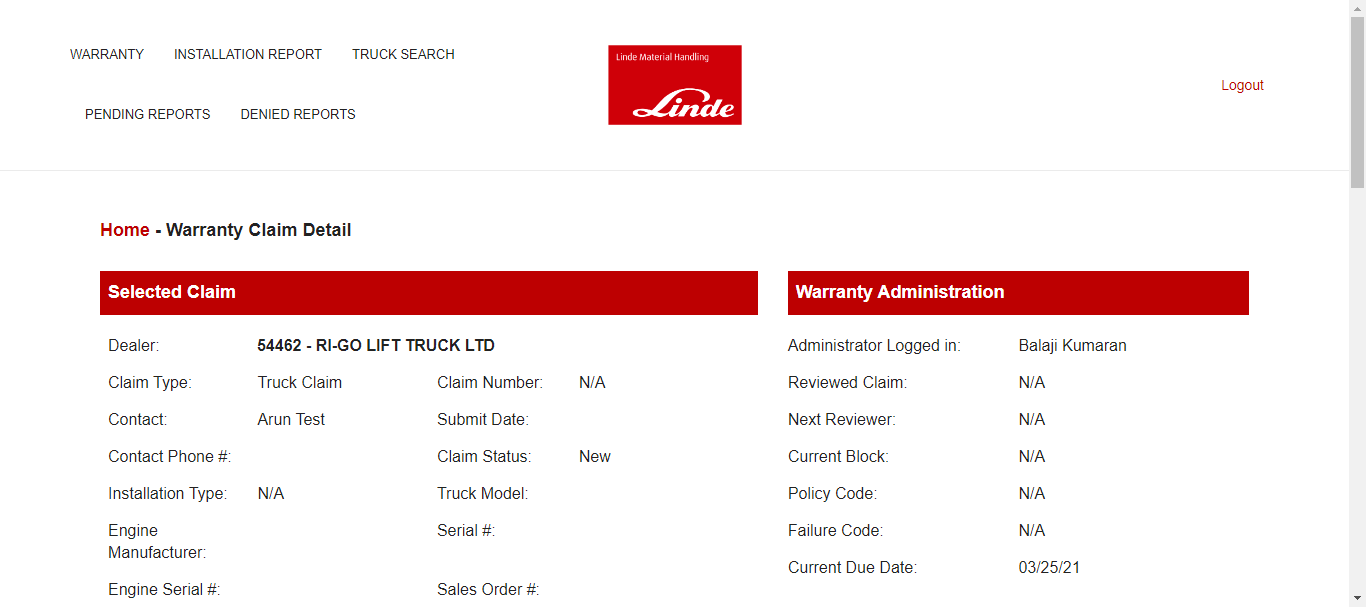 WARRANTY INSTALLATION REPORT TRUCK SEARCH
PENDING REPORTS DENIED REPORTS
Linde Material Handling
Linde
Logout
Home - Warranty Claim Detail
Selected Claim
Dealer: 54462 - RI-GO LIFT TRUCK LTD
Claim Type: Truck Claim Claim Number: N/A
Contact: Arun Test Submit Date:
Contact Phone #: Claim Status: New
Installation Type: N/A Truck Model:
Engine Manufacturer: Serial #:
Engine Serial #: Sales Order #:
Warranty Administration
Administrator Logged in: Balaji Kumaran
Reviewed Claim: N/A
Next Reviewer: N/A
Current Block: N/A
Policy Code: N/A
Failure Code: N/A
Current Due Date: 03/25/21